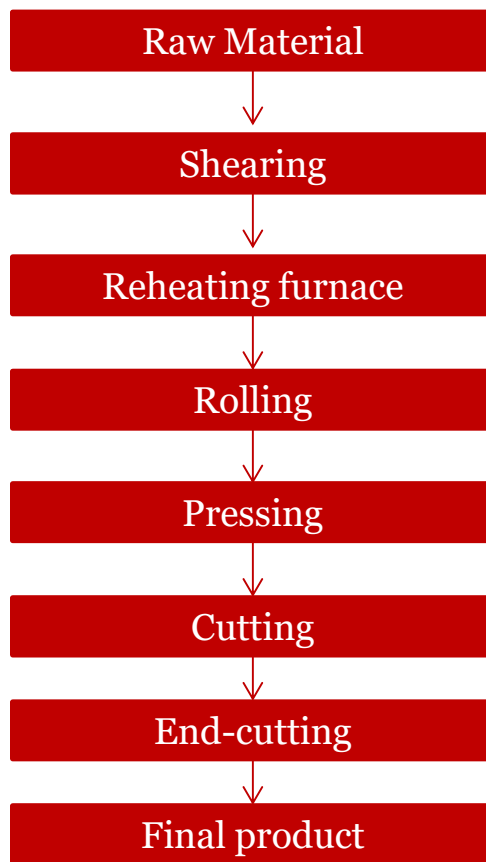 Raw Material
Shearing
Reheating furnace
Rolling
Pressing
Cutting
End-cutting
Final product